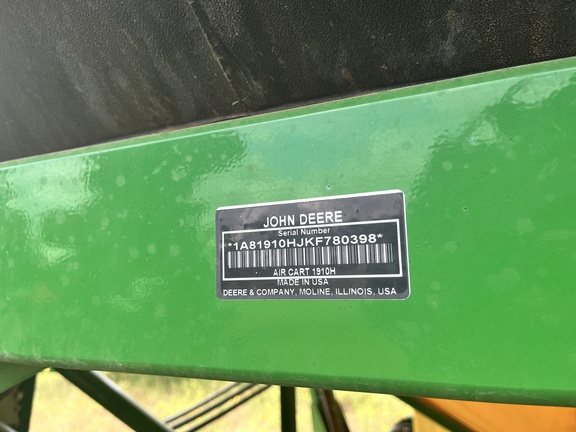 JOHN DEERE
Serial Number
*1A81910HJKF780398*
AIR CART 1910H
MADE IN USA
DEERE & COMPANY, MOLINE, ILLINOIS, USA